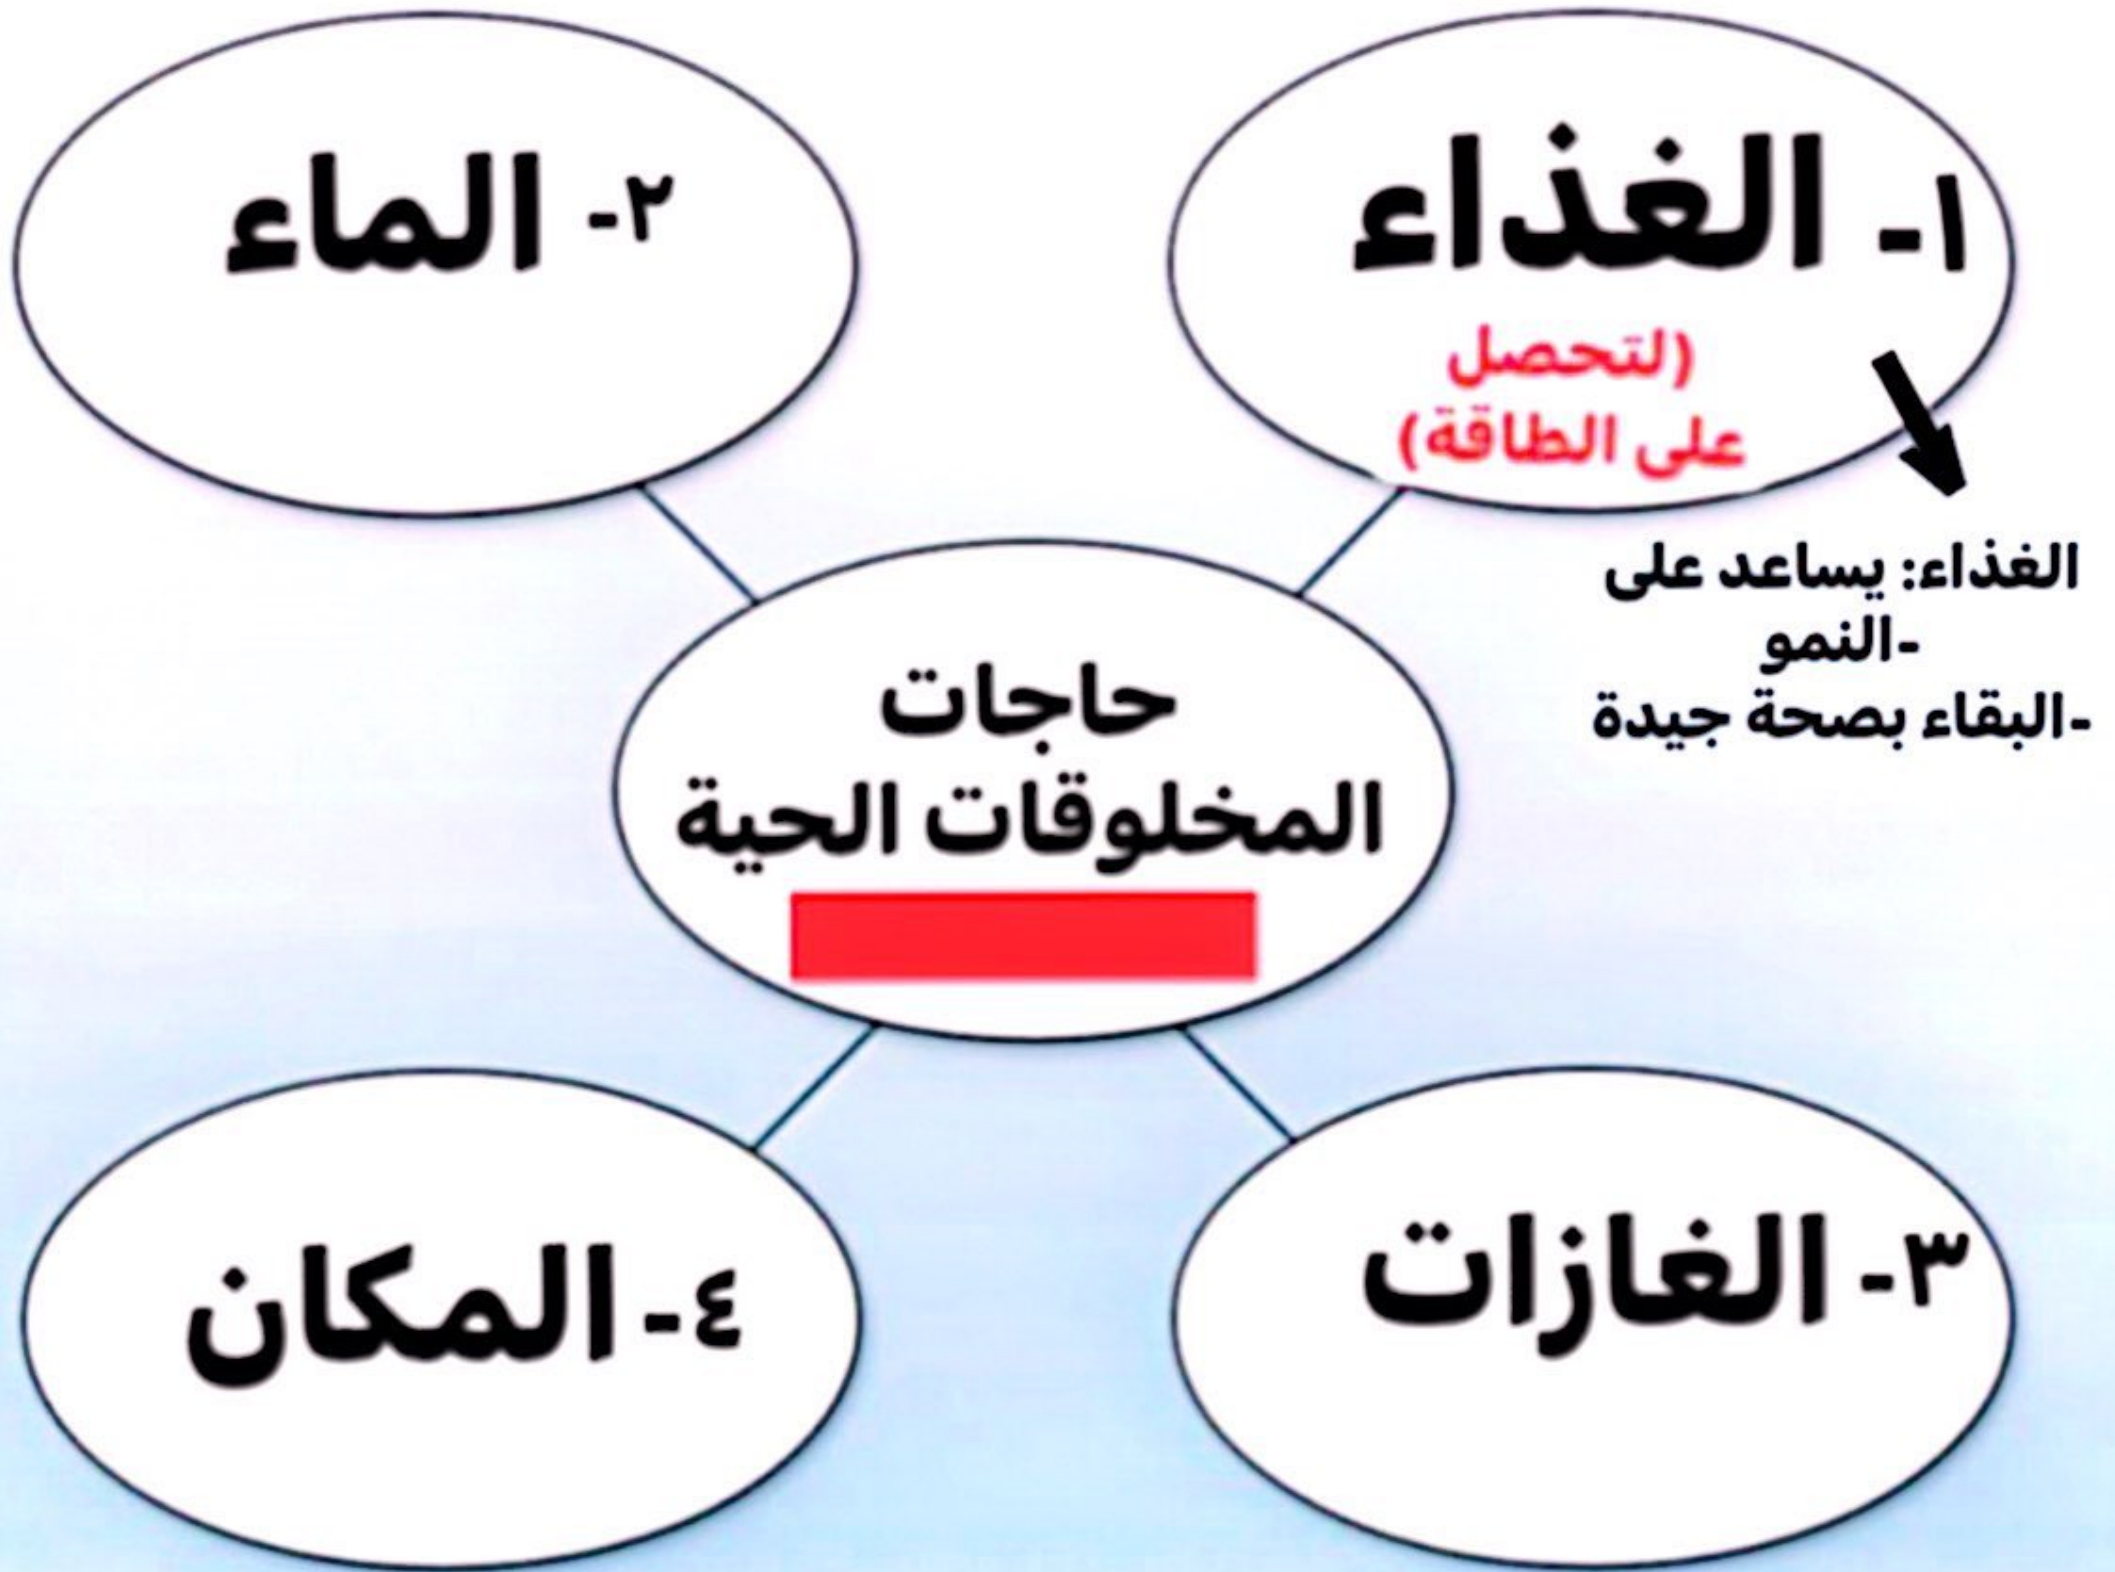 ١- الغذاء
(لتحصل
على الطاقة)
الغذاء: يساعد على
-النمو
-البقاء بصحة جيدة
٢- الماء
حاجات
المخلوقات الحية
٣- الغازات
٤- المكان